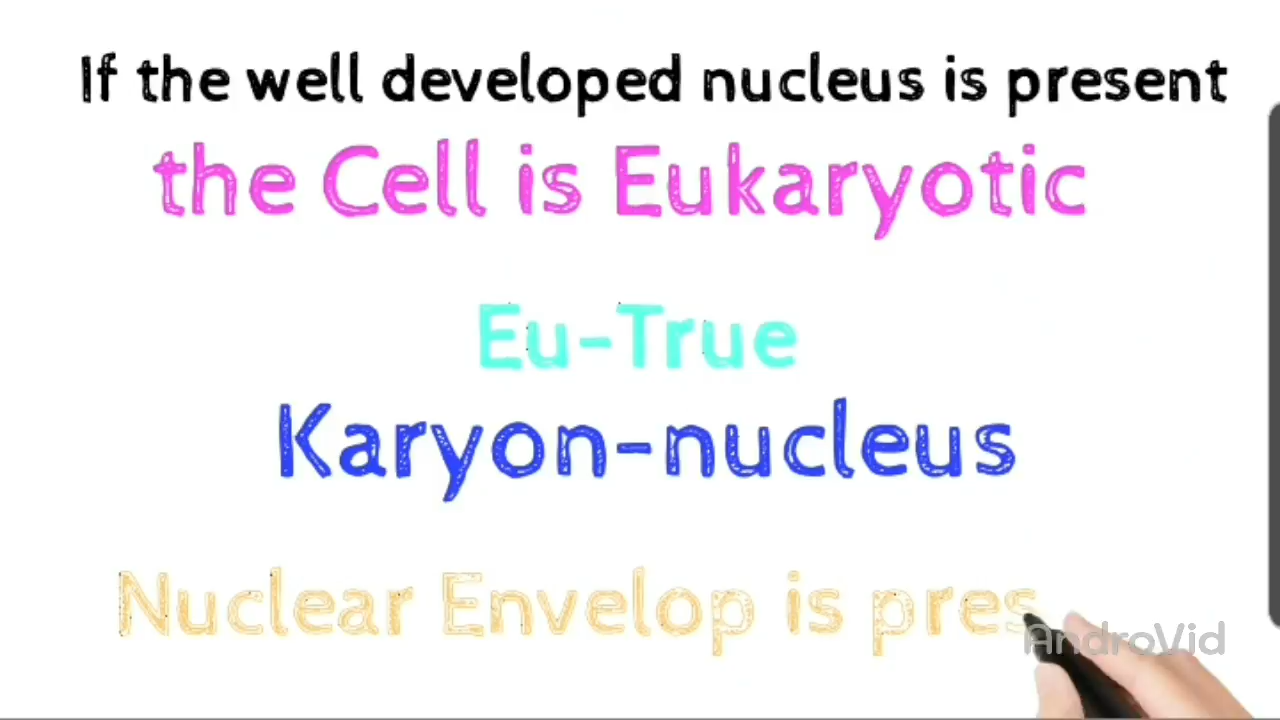 If the well developed nucleus is present
the Cell is Eukaryotic
Eu-True
Karyon-nucleus
Nuclear Envelop is pres
AndroVid